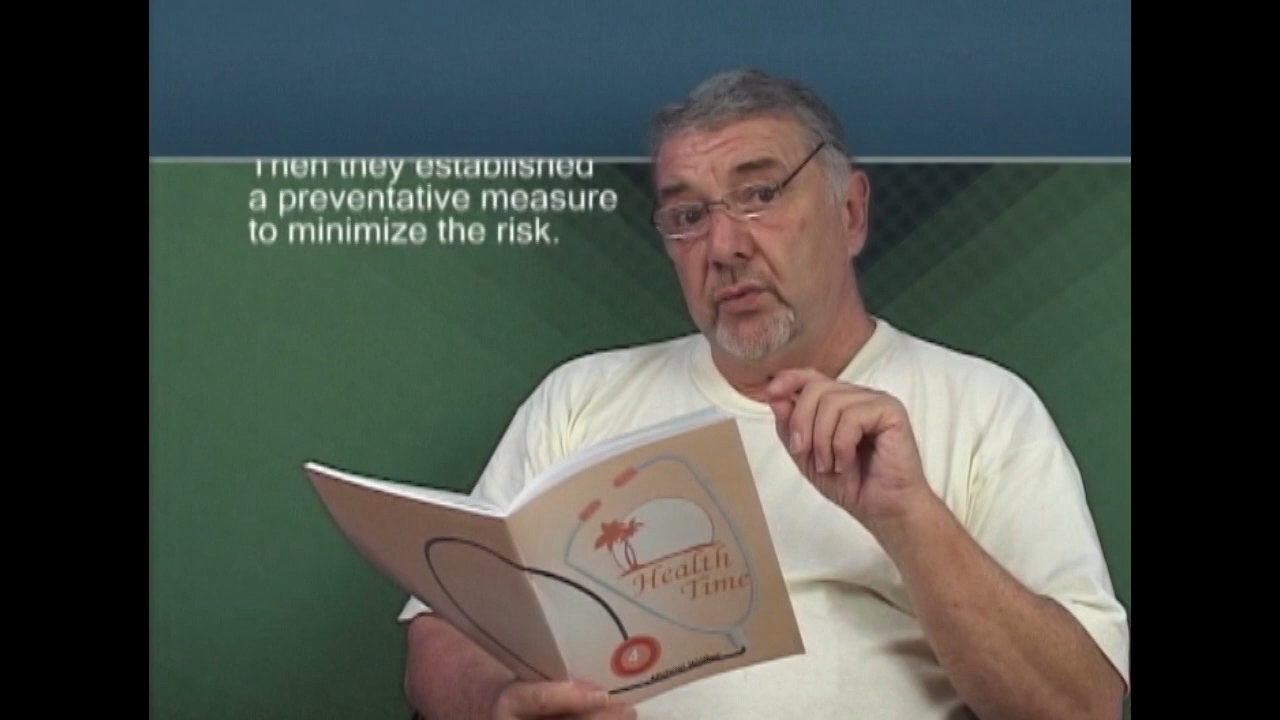 Then they established
a preventative measure
to minimize the risk.
Health
Time
4